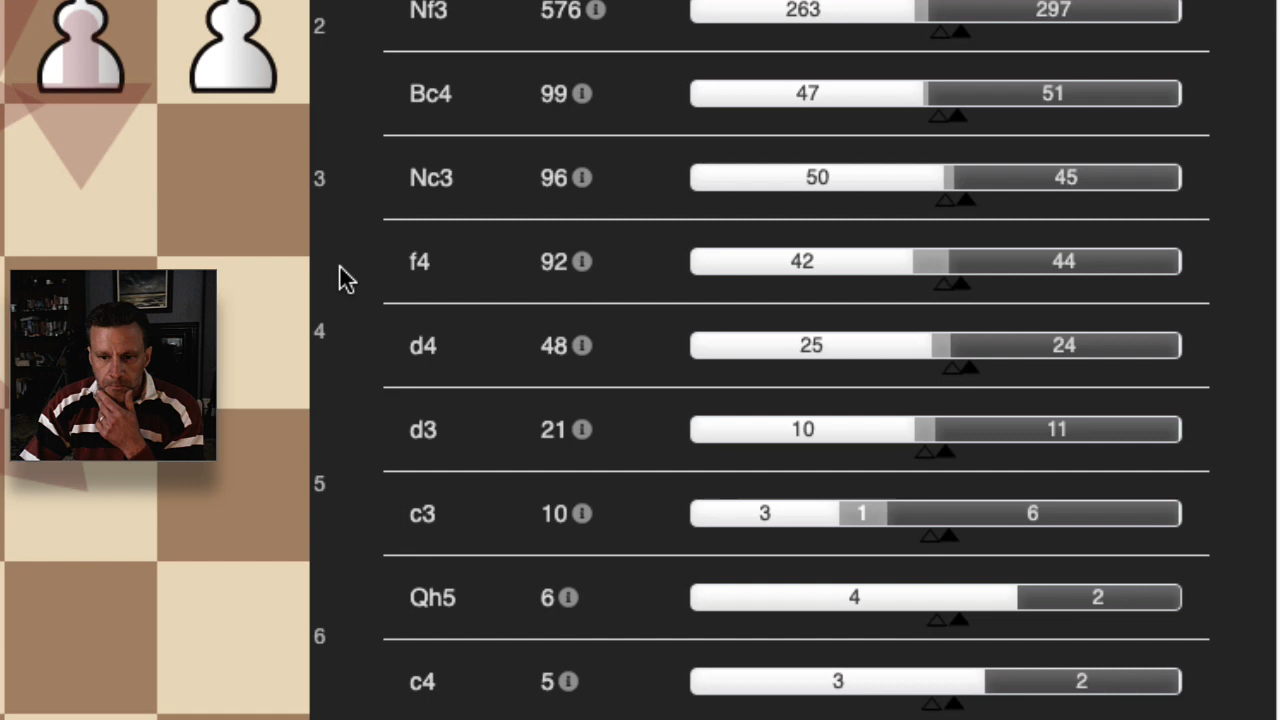 2
Nf3 576 263 297
Bc4 99 47 51
3
Nc3 96 50 45
f4 92 42 44
4
d4 48 25 24
d3 21 10 11
5
c3 10 3 1 6
Qh5 6 4 2
6
c4 5 3 2